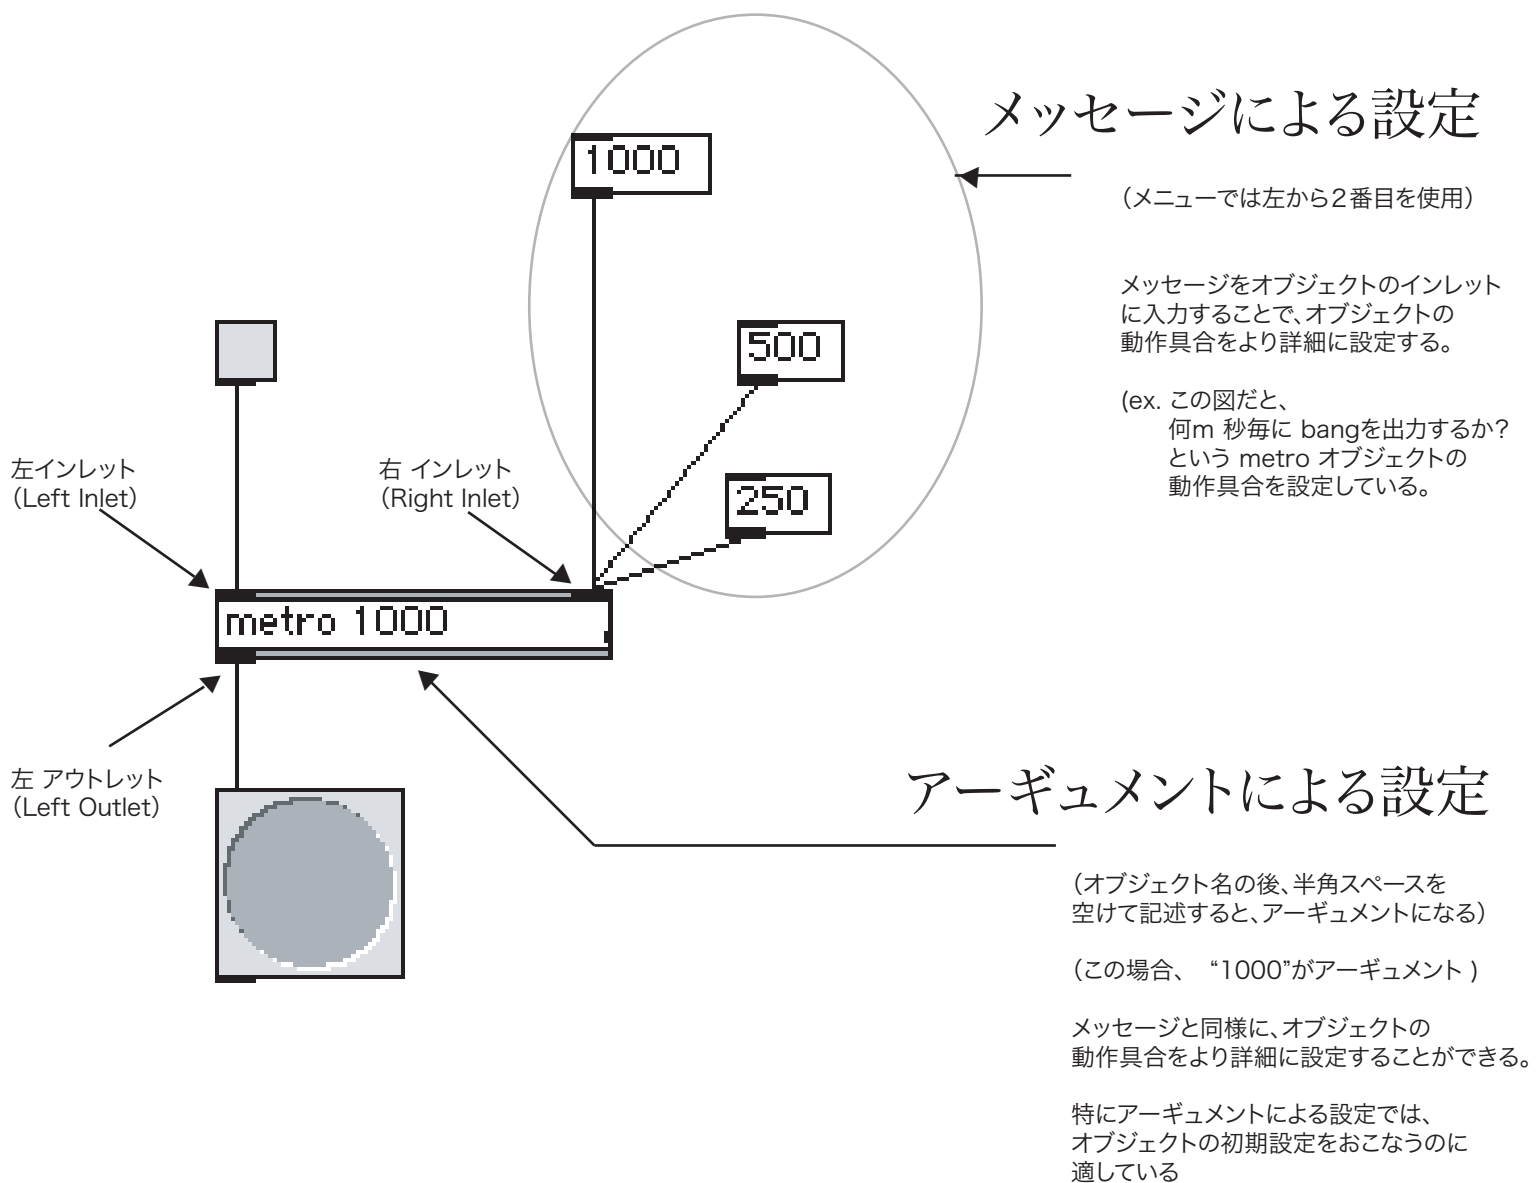 メッセージによる設定
1000
（メニューでは左から２番目を使用）
メッセージをオブジェクトのインレット
に入力することで、オブジェクトの
動作具合をより詳細に設定する。
500
(ex. この図だと、
何m 秒毎に bangを出力するか？
という metro オブジェクトの
動作具合を設定している。
左インレット
（Left Inlet）
右 インレット
（Right Inlet）
250
metro 1000
左 アウトレット
（Left Outlet）
アーギュメントによる設定
（オブジェクト名の後、半角スペースを
空けて記述すると、アーギュメントになる）
（この場合、 “1000”がアーギュメント )
メッセージと同様に、オブジェクトの
動作具合をより詳細に設定することができる。
特にアーギュメントによる設定では、
オブジェクトの初期設定をおこなうのに
適している